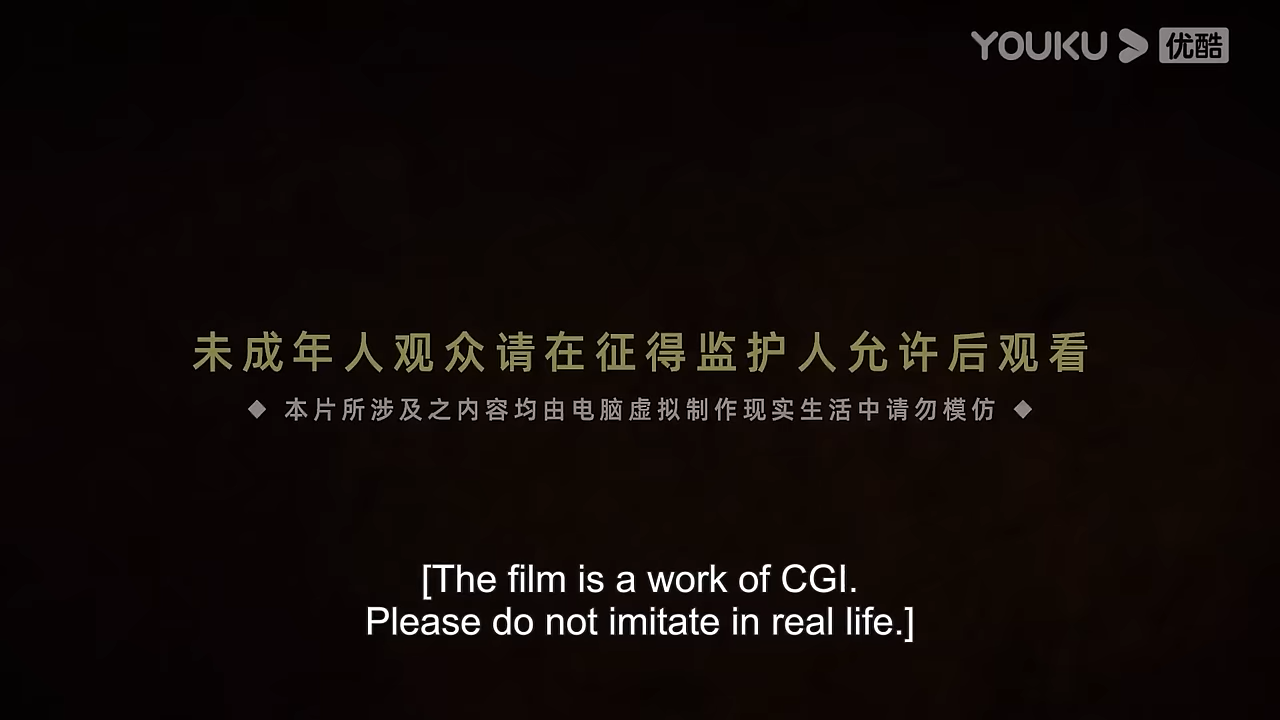 YOUKU 优酷
未成年人观众请在征得监护人允许后观看
◆ 本片所涉及之内容均由电脑虚拟制作现实生活中请勿模仿 ◆
[The film is a work of CGI.
Please do not imitate in real life.]